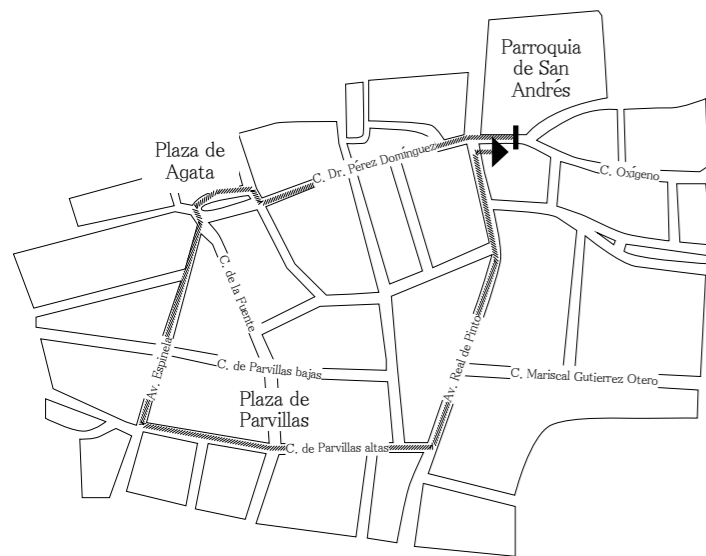 Parroquia
de San
Andrés
Plaza de
Agata
C. Dr. Pérez Domínguez
C. Oxígeno
C. de la Fuente
Av. Espinela
Av. Real de Pinto
C. de Parvillas bajas
C. Mariscal Gutierrez Otero
Plaza de
Parvillas
C. de Parvillas altas